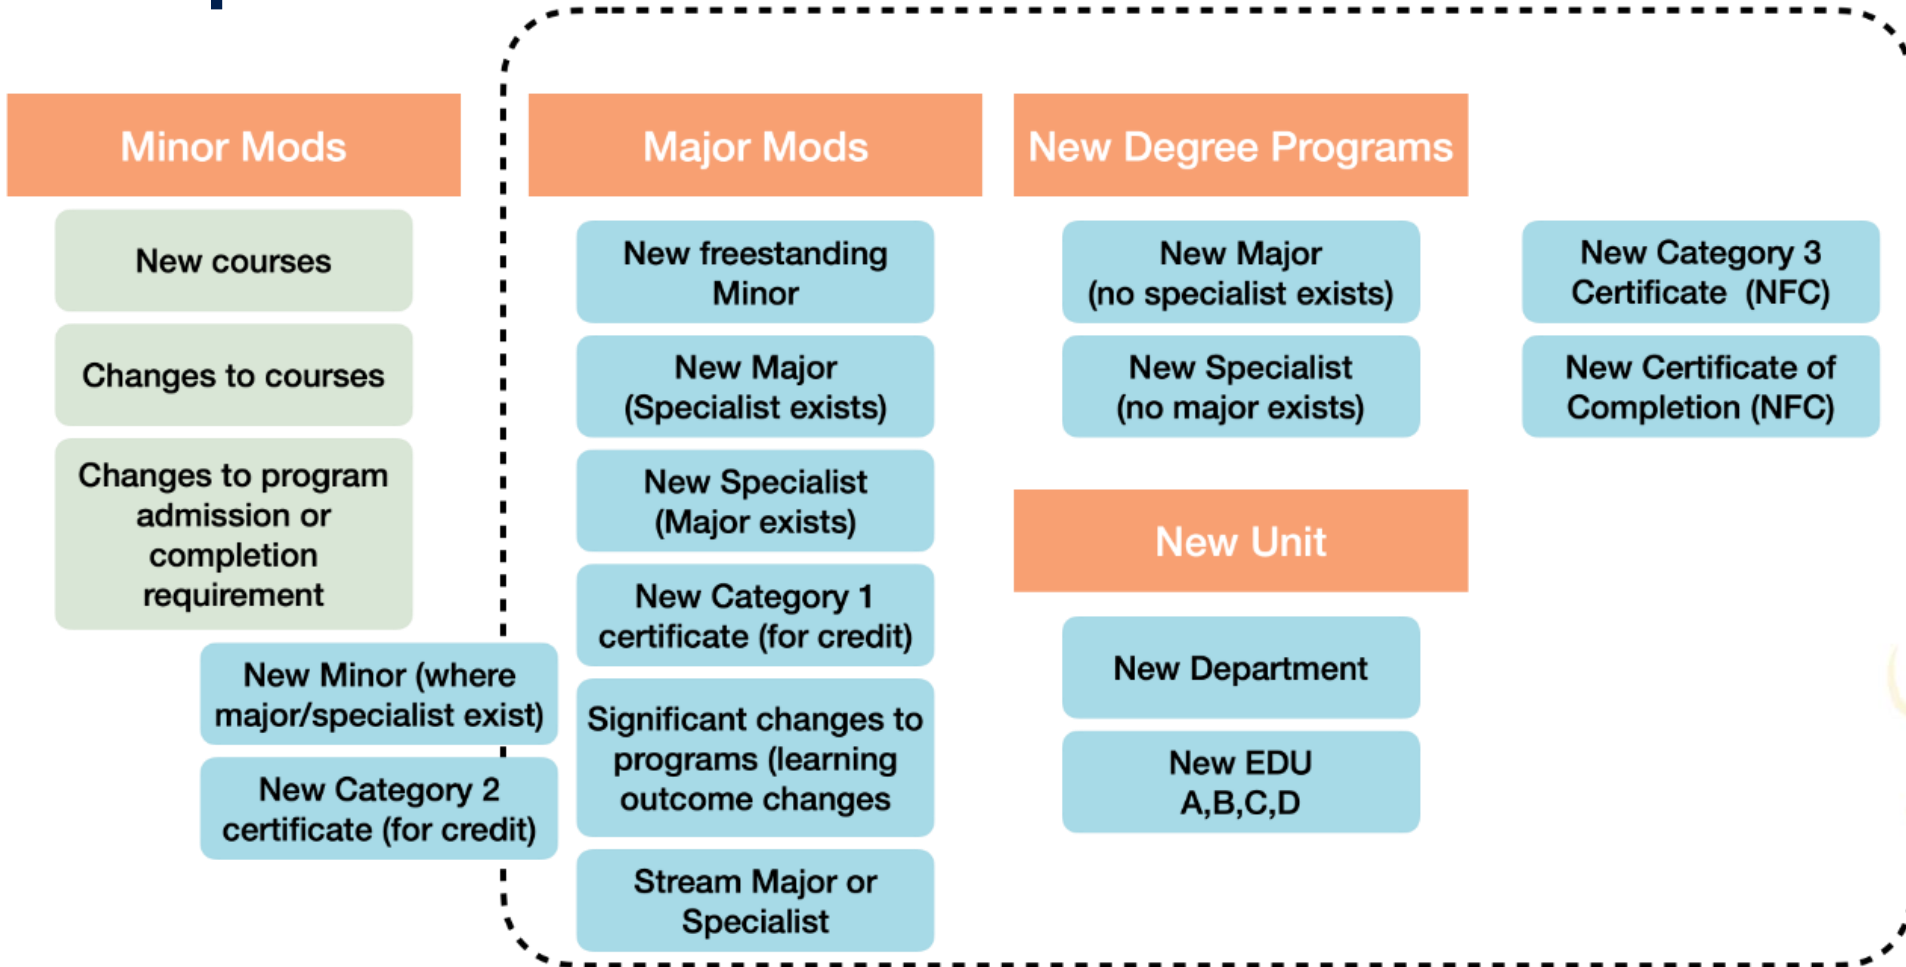 Minor Mods
New courses
Changes to courses
Changes to program
admission or
completion
requirement
New Minor (where
major/specialist exist)
New Category 2
certificate (for credit)
Major Mods
New freestanding
Minor
New Major
(Specialist exists)
New Specialist
(Major exists)
New Category 1
certificate (for credit)
Significant changes to
programs (learning
outcome changes
Stream Major or
Specialist
New Degree Programs
New Major
(no specialist exists)
New Specialist
(no major exists)
New Unit
New Department
New EDU
A,B,C,D
New Category 3
Certificate (NFC)
New Certificate of
Completion (NFC)